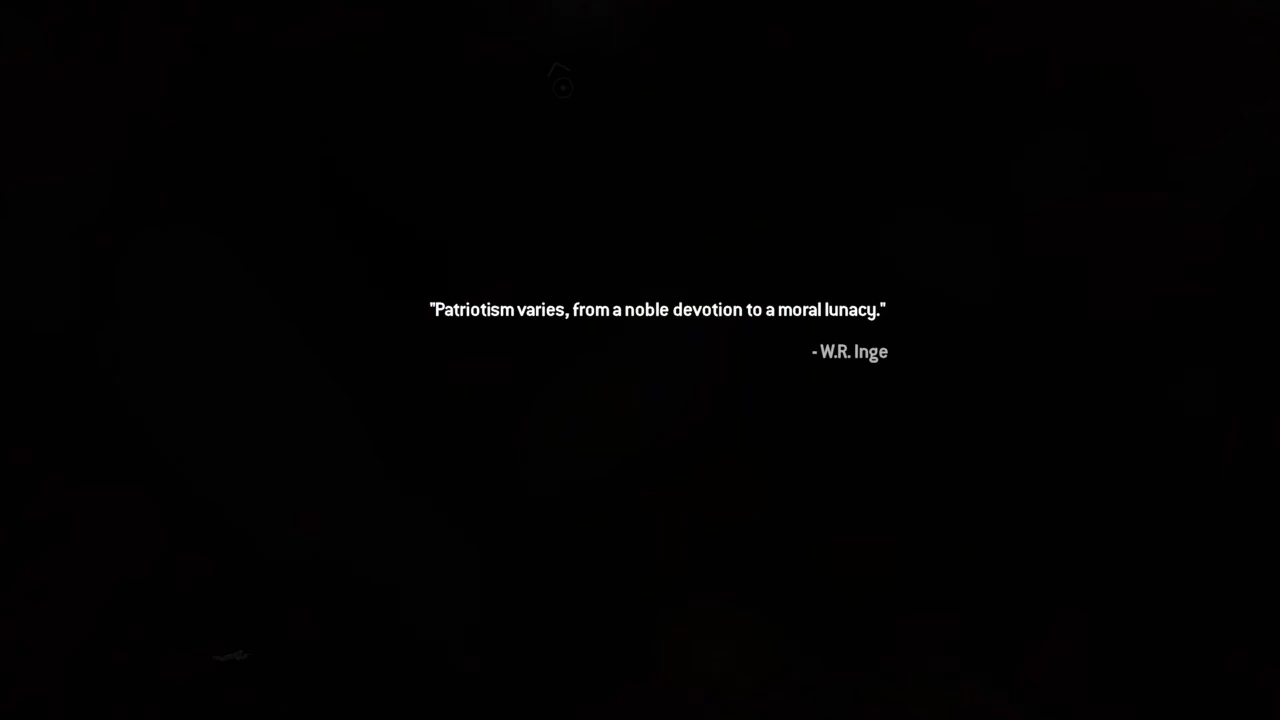 "Patriotism varies, from a noble devotion to a moral lunacy."
- W.R. Inge